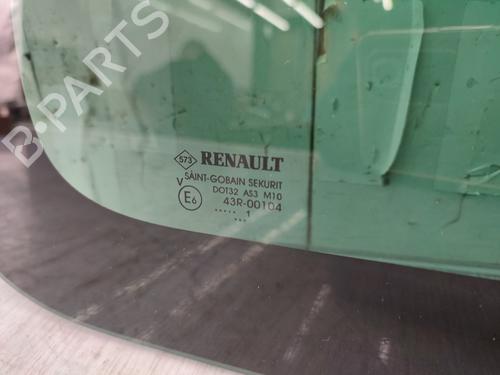 B-PARTS
573 RENAULT
SAINT-GOBAIN SEKURIT
V DOT32 AS3 M10
E6 43R-00104
..... 1
...